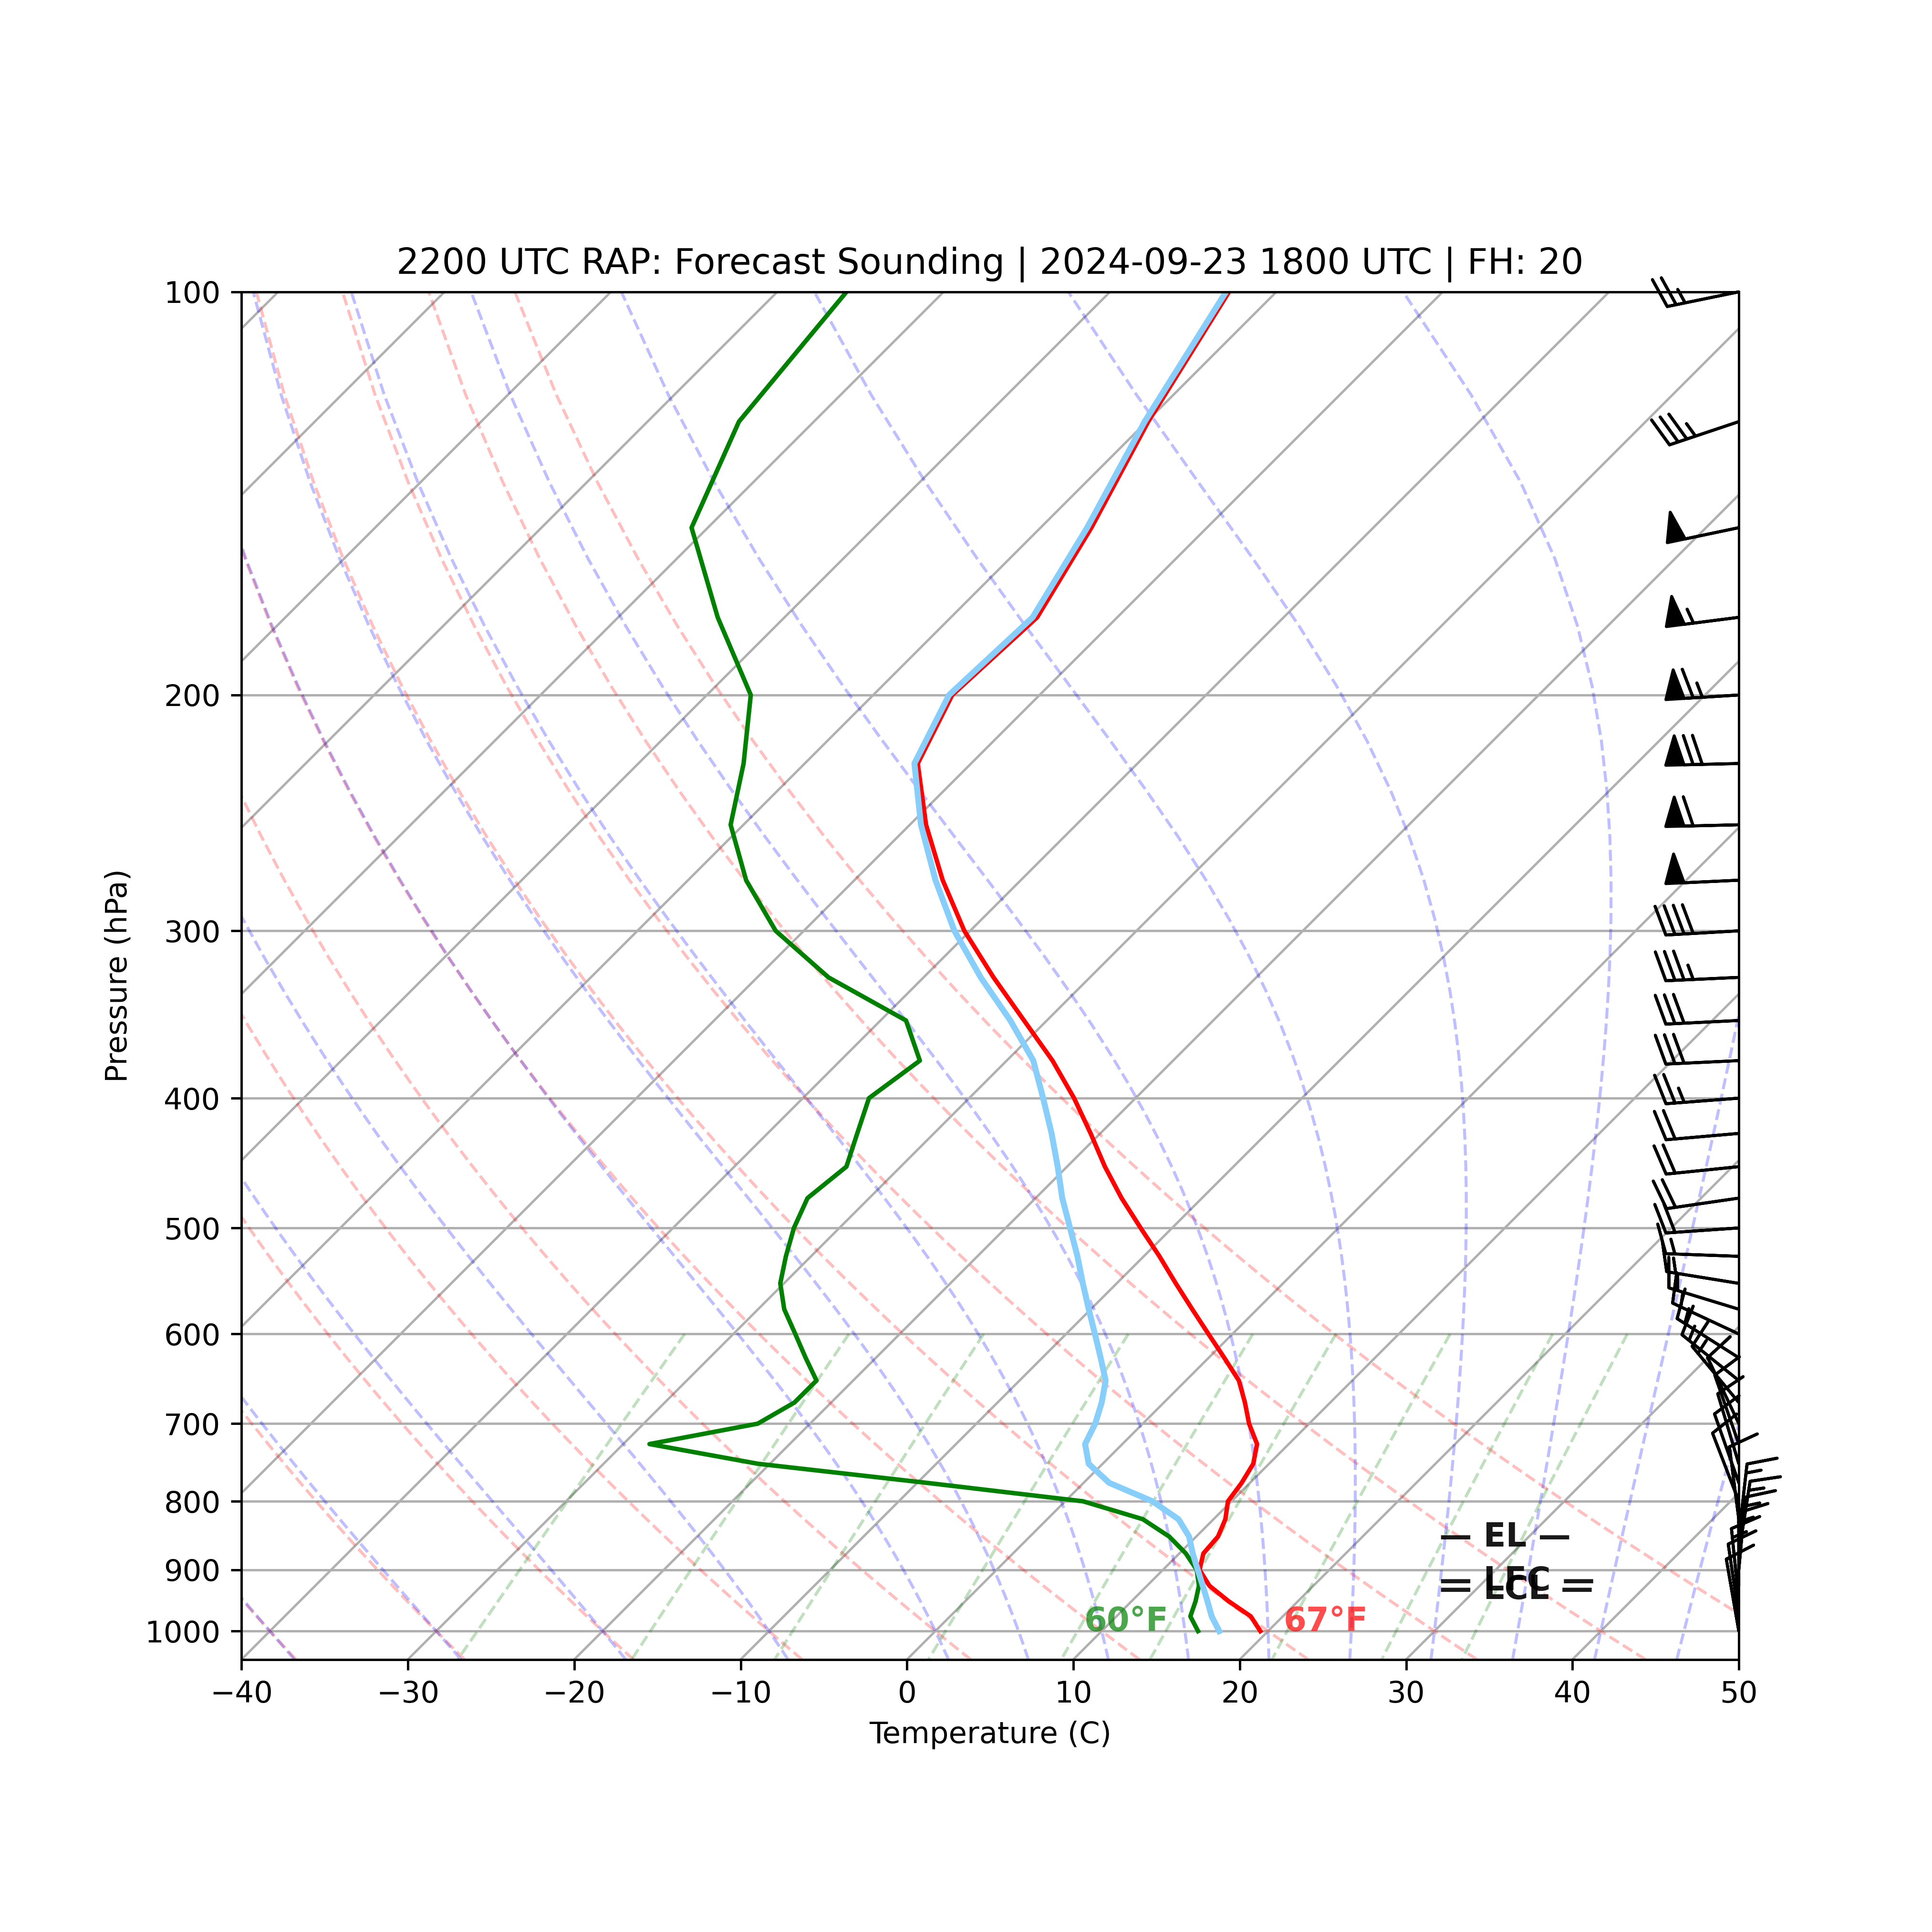 2200 UTC RAP: Forecast Sounding | 2024-09-23 1800 UTC | FH: 20
100
200
300
400
500
600
700
800
900
1000
Pressure (hPa)
— EL —
— LFC —
— LCL —
60°F
67°F
−40 −30 −20 −10 0 10 20 30 40 50
Temperature (C)